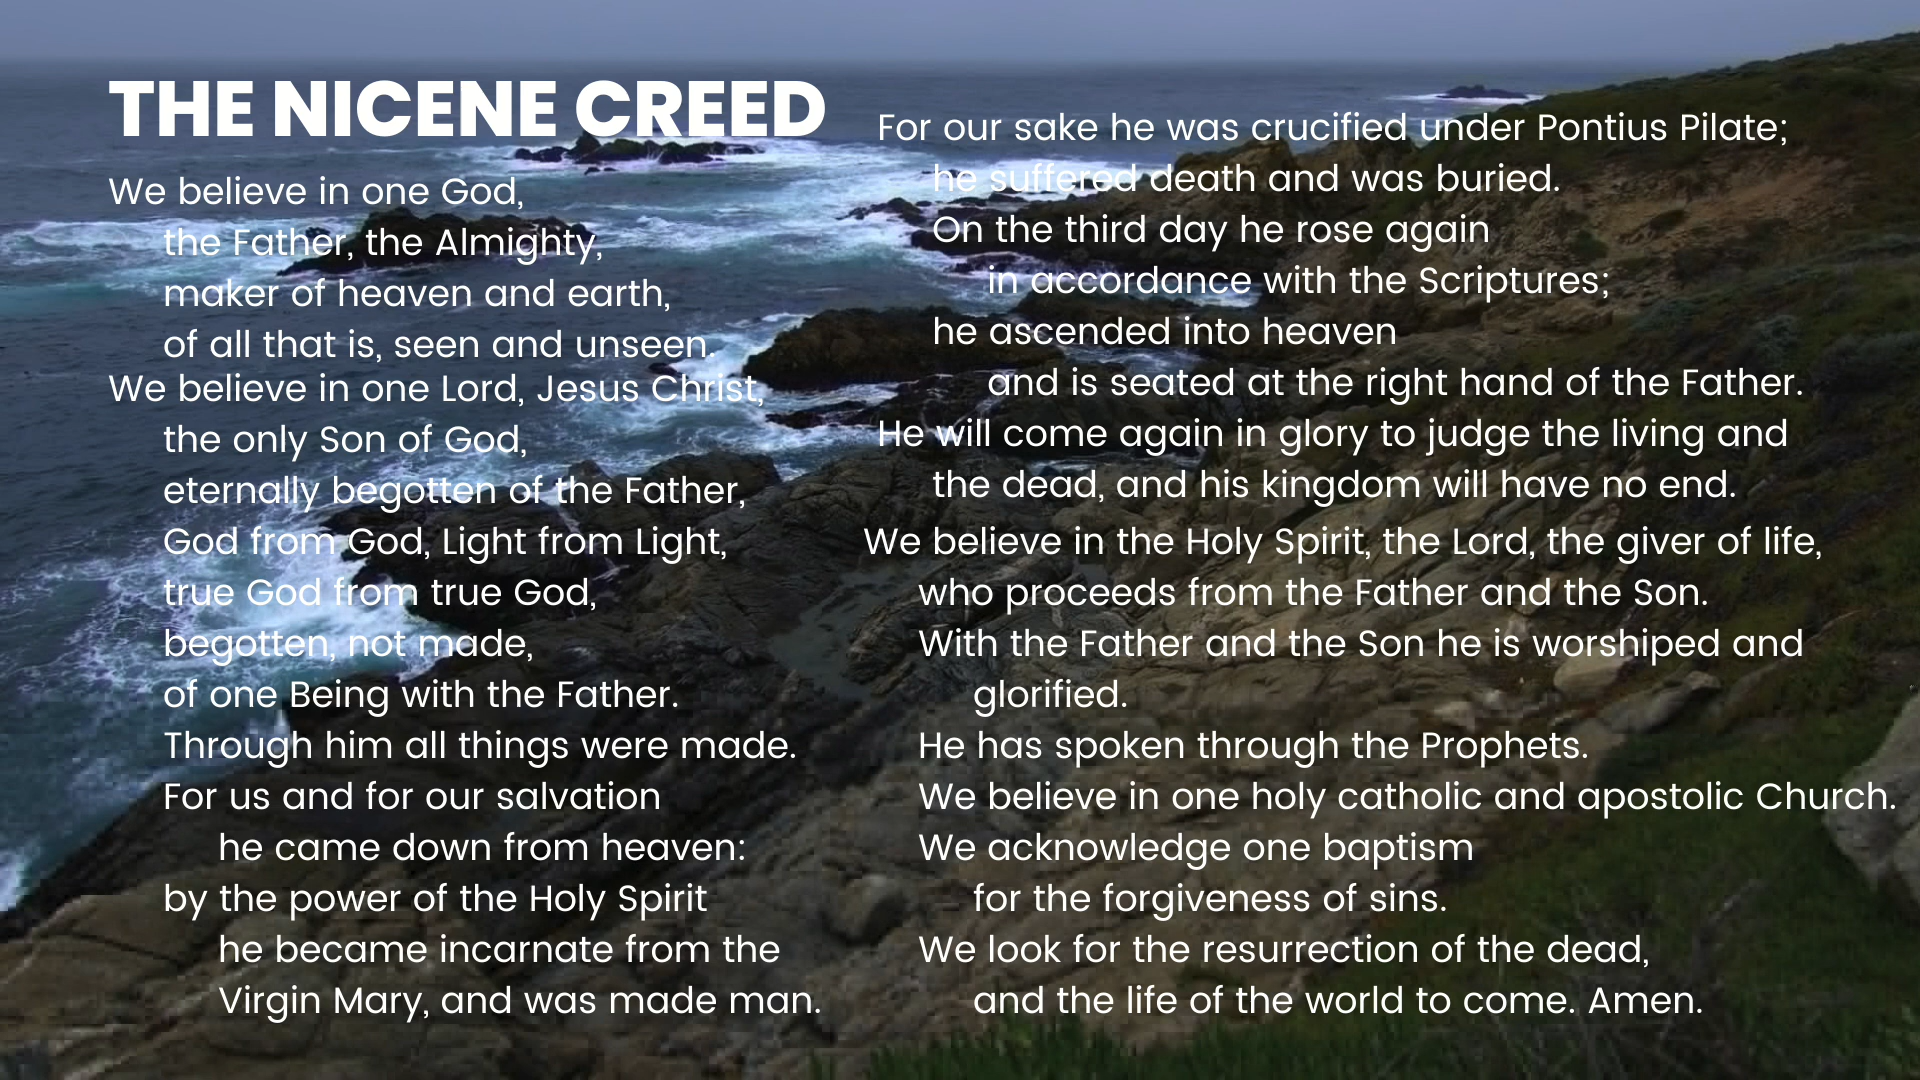 THE NICENE CREED
We believe in one God,
the Father, the Almighty,
maker of heaven and earth,
of all that is, seen and unseen.
We believe in one Lord, Jesus Christ,
the only Son of God,
eternally begotten of the Father,
God from God, Light from Light,
true God from true God,
begotten, not made,
of one Being with the Father.
Through him all things were made.
For us and for our salvation
he came down from heaven:
by the power of the Holy Spirit
he became incarnate from the
Virgin Mary, and was made man.
For our sake he was crucified under Pontius Pilate;
he suffered death and was buried.
On the third day he rose again
in accordance with the Scriptures;
he ascended into heaven
and is seated at the right hand of the Father.
He will come again in glory to judge the living and
the dead, and his kingdom will have no end.
We believe in the Holy Spirit, the Lord, the giver of life,
who proceeds from the Father and the Son.
With the Father and the Son he is worshiped and
glorified.
He has spoken through the Prophets.
We believe in one holy catholic and apostolic Church.
We acknowledge one baptism
for the forgiveness of sins.
We look for the resurrection of the dead,
and the life of the world to come. Amen.